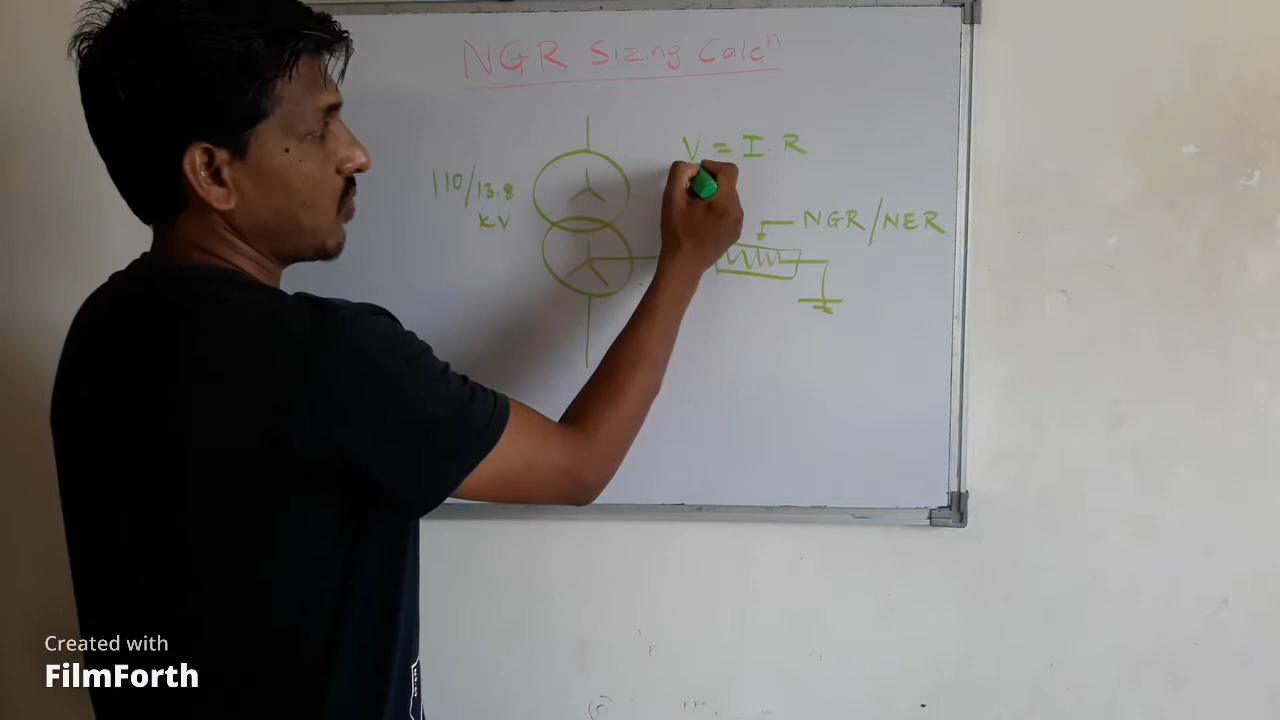 NGR Sizing Calcⁿ
V = I. R
110/13.8
KV
NGR/NER
Created with
FilmForth